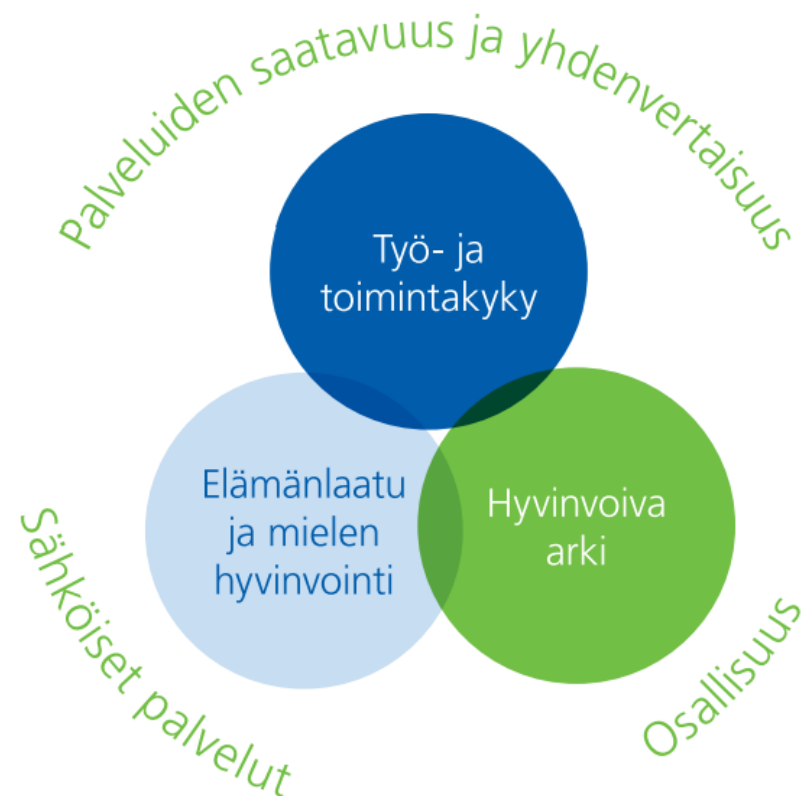 Palveluiden saatavuus ja yhdenvertaisuus
Työ- ja
toimintakyky
Elämänlaatu
ja mielen
hyvinvointi
Hyvinvoiva
arki
Sähköiset palvelut
Osallisuus